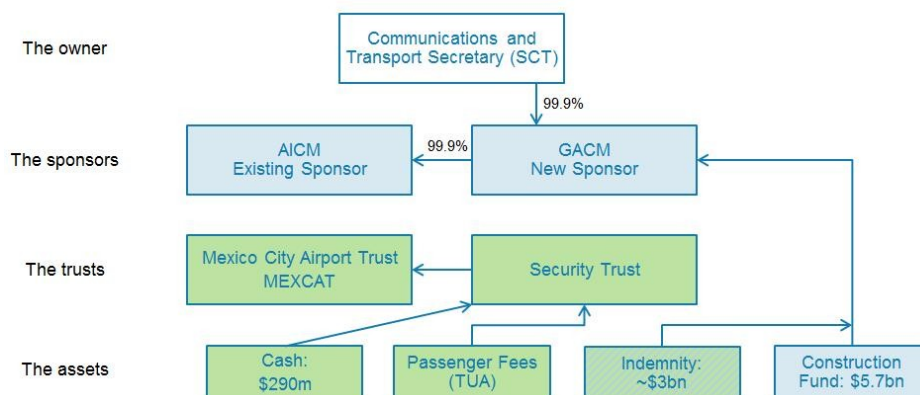 The owner
Communications and
Transport Secretary (SCT)
99.9%
The sponsors
AICM
Existing Sponsor
99.9%
GACM
New Sponsor
The trusts
Mexico City Airport Trust
MEXCAT
Security Trust
The assets
Cash:
$290m
Passenger Fees
(TUA)
Indemnity:
~$3bn
Construction
Fund: $5.7bn